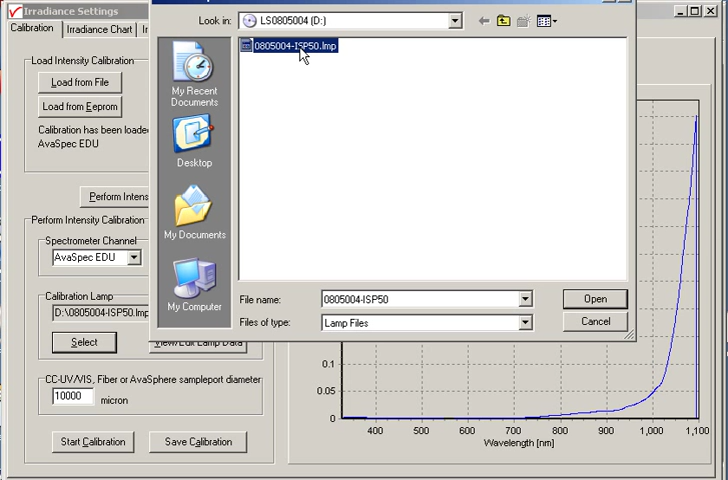 Irradiance Settings
Calibration
Irradiance Chart
Load Intensity Calibration
Load from File
Load from Eeprom
Calibration has been loaded
AvaSpec EDU
Perform Intens
Perform Intensity Calibration
Spectrometer Channel
AvaSpec EDU
Calibration Lamp
D:\0805004-ISP50.lmp
Select
View/Edit Lamp Data
CC-UV/VIS, Fiber or AvaSphere sampleport diameter
10000 micron
Start Calibration
Save Calibration
Look in:
LS0805004 (D:)
0805004-ISP50.lmp
My Recent
Documents
Desktop
My Documents
My Computer
File name:
0805004-ISP50
Open
Files of type:
Lamp Files
Cancel
0.1
0.05
0
400 500 600 700 800 900 1,000 1,100
Wavelength [nm]